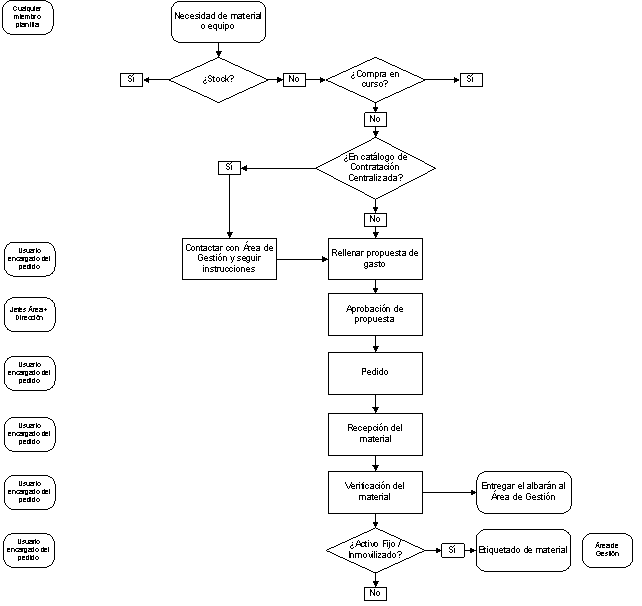 Cualquier
miembro
planilla
Necesidad de material
o equipo
Sí
¿Stock?
No
¿Compra en
curso?
Sí
No
¿En catálogo de
Contratación
Centralizada?
Sí
No
Usuario
encargado del
pedido
Contactar con Área de
Gestión y seguir
instrucciones
Rellenar propuesta de
gasto
Jefes Área+
Dirección
Aprobación de
propuesta
Usuario
encargado del
pedido
Pedido
Usuario
encargado del
pedido
Recepción del
material
Usuario
encargado del
pedido
Verificación del
material
Entregar el albarán al
Área de Gestión
Usuario
encargado del
pedido
¿Activo Fijo /
Inmovilizado?
Sí
Etiquetado de material
Área de
Gestión
No